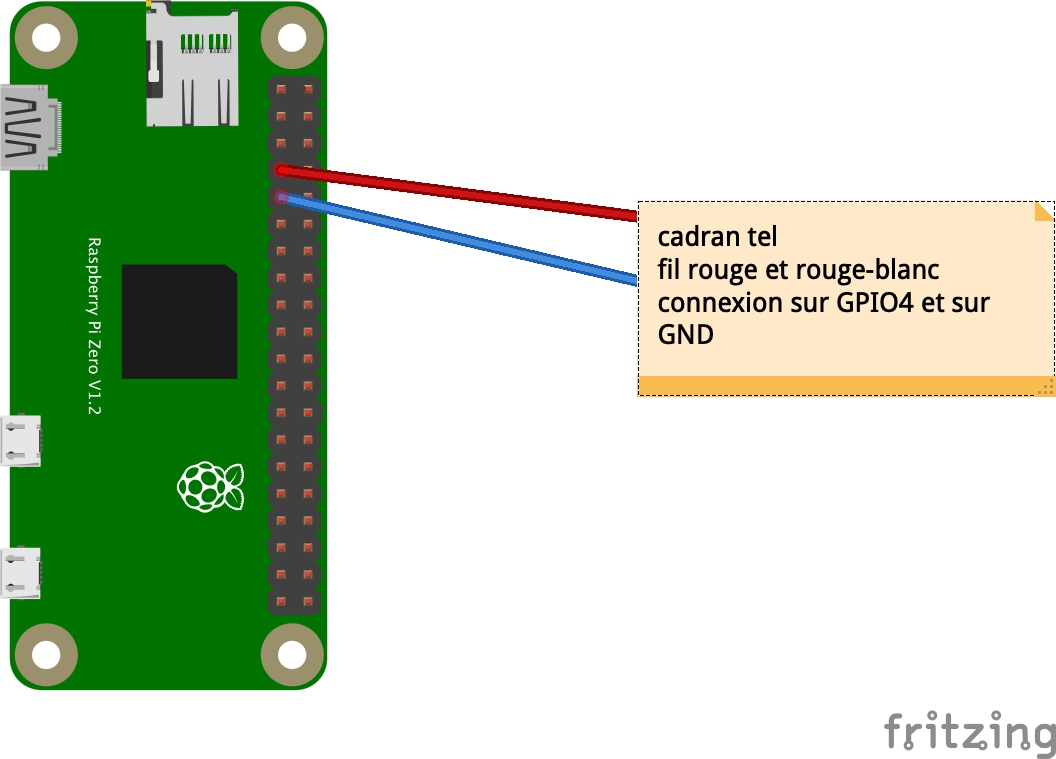 Raspberry Pi Zero V1.2
cadran tel
fil rouge et rouge-blanc
connexion sur GPIO4 et sur
GND
fritzing